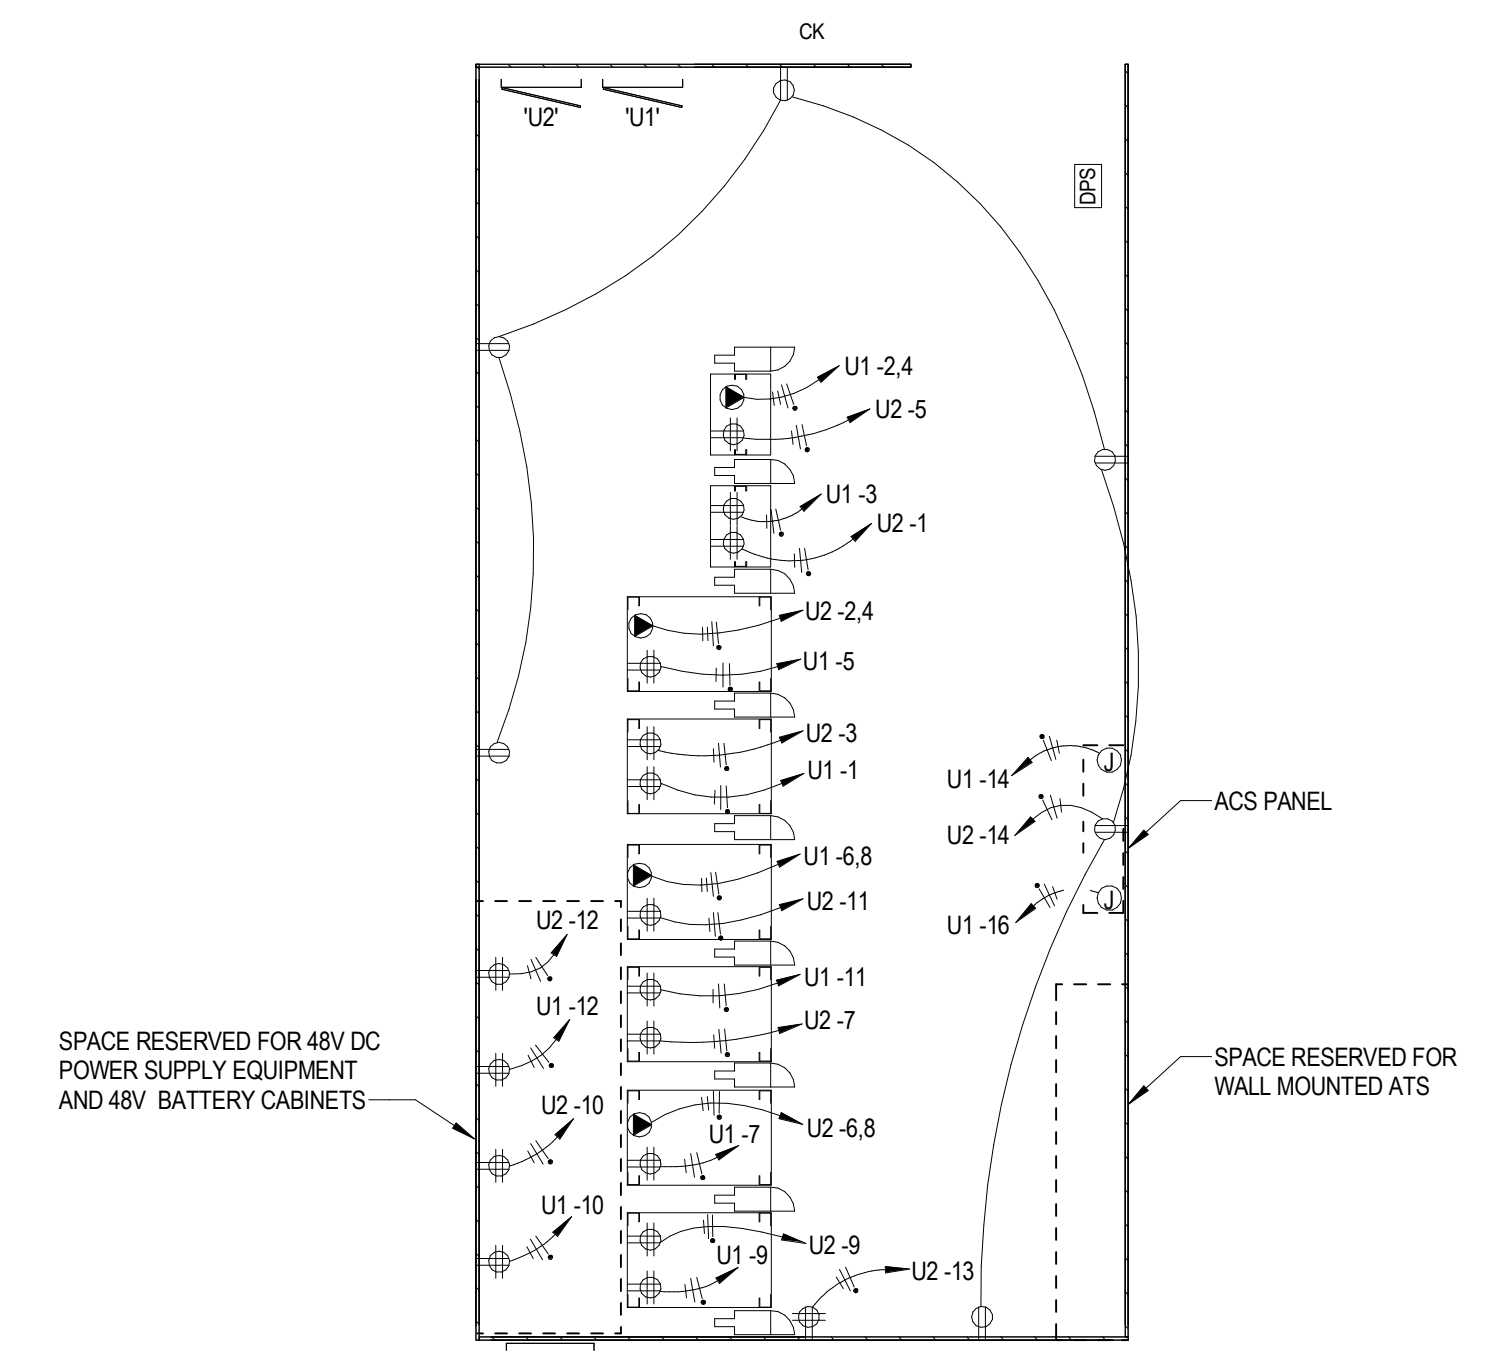 CK
'U2'
'U1'
DPS
U1 -2,4
U2 -5
U1 -3
U2 -1
U2 -2,4
U1 -5
U2 -3
U1 -1
U1 -14
J
ACS PANEL
U2 -14
U1 -6,8
U2 -11
J
U1 -16
U2 -12
U1 -11
U1 -12
U2 -7
SPACE RESERVED FOR 48V DC
POWER SUPPLY EQUIPMENT
AND 48V BATTERY CABINETS
SPACE RESERVED FOR
WALL MOUNTED ATS
U2 -10
U2 -6,8
U1 -7
U1 -10
U2 -9
U1 -9
U2 -13